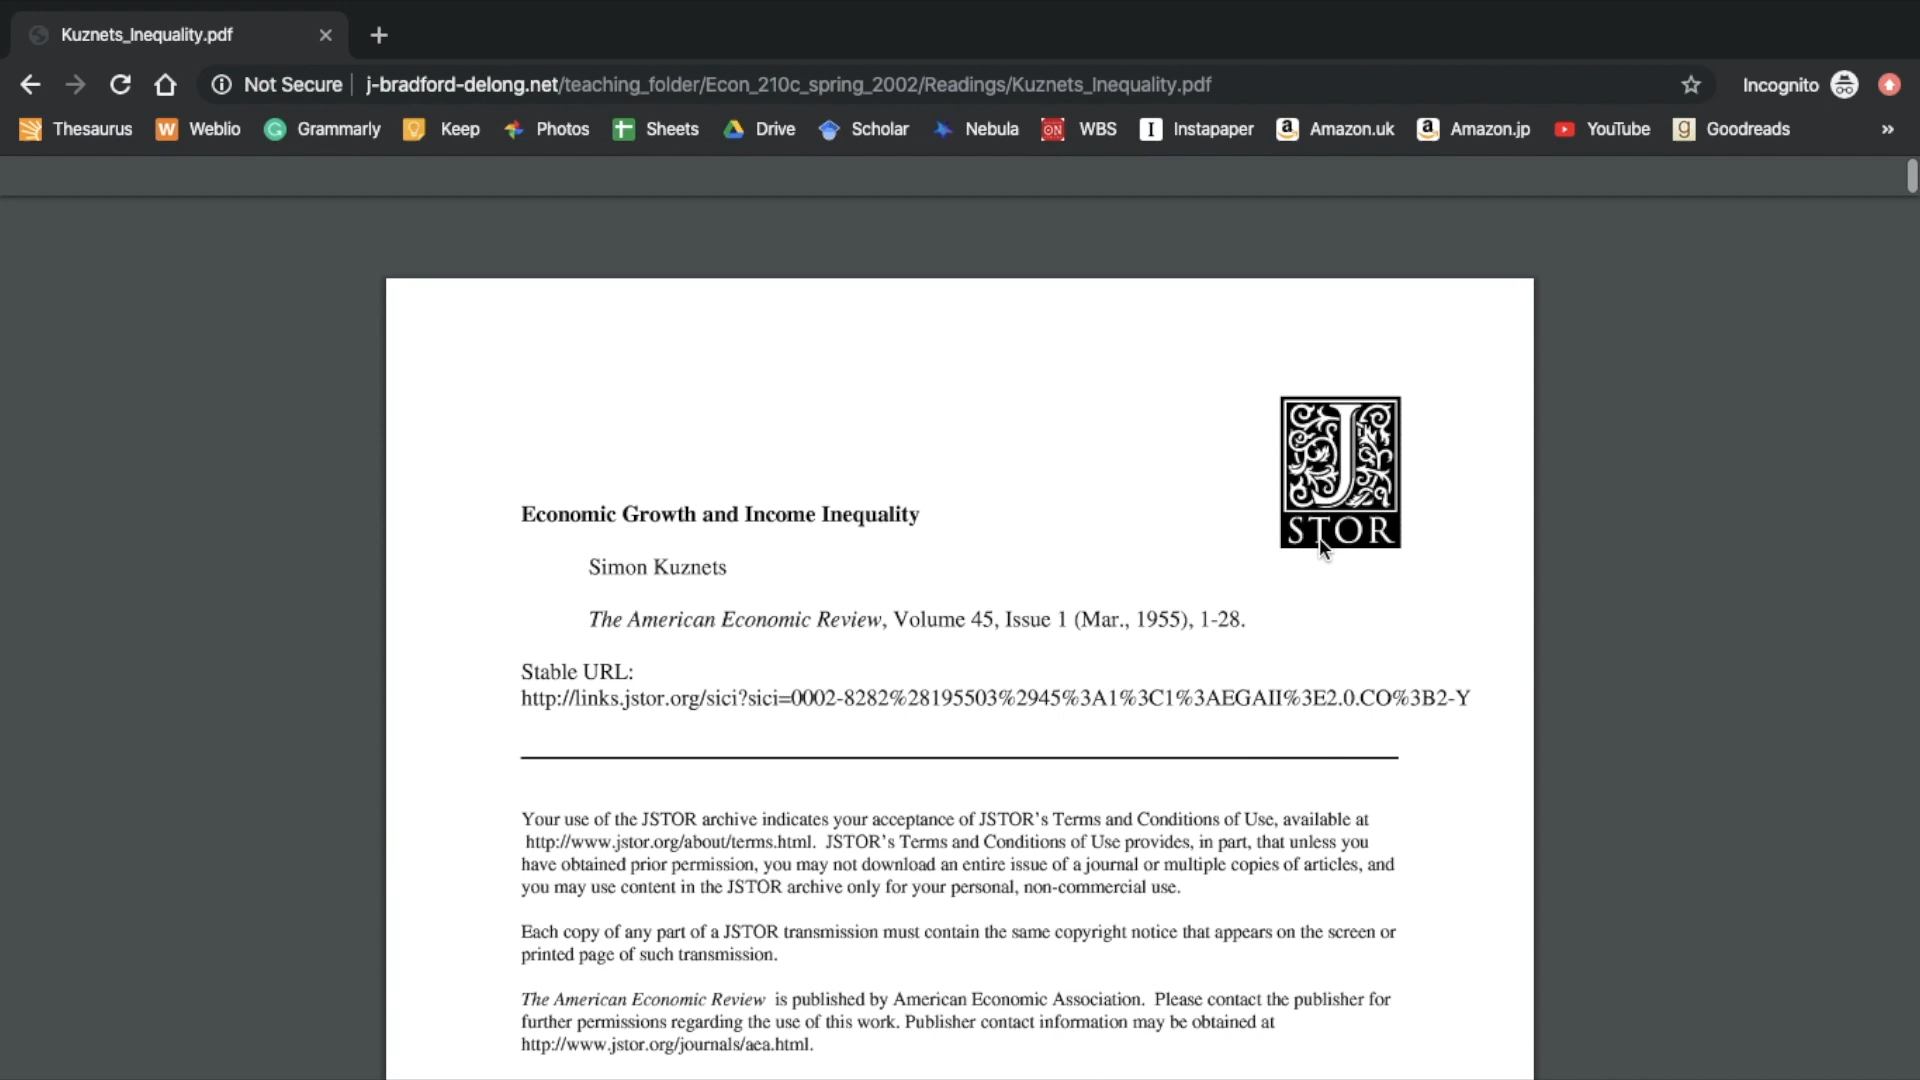 Kuznets_Inequality.pdf
Not Secure j-bradford-delong.net/teaching_folder/Econ_210c_spring_2002/Readings/Kuznets_Inequality.pdf Incognito
Thesaurus Weblio Grammarly Keep Photos Sheets Drive Scholar Nebula ON WBS Instapaper Amazon.uk Amazon.jp YouTube Goodreads »
J
STOR
Economic Growth and Income Inequality
Simon Kuznets
The American Economic Review, Volume 45, Issue 1 (Mar., 1955), 1-28.
Stable URL:
http://links.jstor.org/sici?sici=0002-8282%28195503%2945%3A1%3C1%3AEGAII%3E2.0.CO%3B2-Y
Your use of the JSTOR archive indicates your acceptance of JSTOR's Terms and Conditions of Use, available at
http://www.jstor.org/about/terms.html. JSTOR's Terms and Conditions of Use provides, in part, that unless you
have obtained prior permission, you may not download an entire issue of a journal or multiple copies of articles, and
you may use content in the JSTOR archive only for your personal, non-commercial use.
Each copy of any part of a JSTOR transmission must contain the same copyright notice that appears on the screen or
printed page of such transmission.
The American Economic Review is published by American Economic Association. Please contact the publisher for
further permissions regarding the use of this work. Publisher contact information may be obtained at
http://www.jstor.org/journals/aea.html.